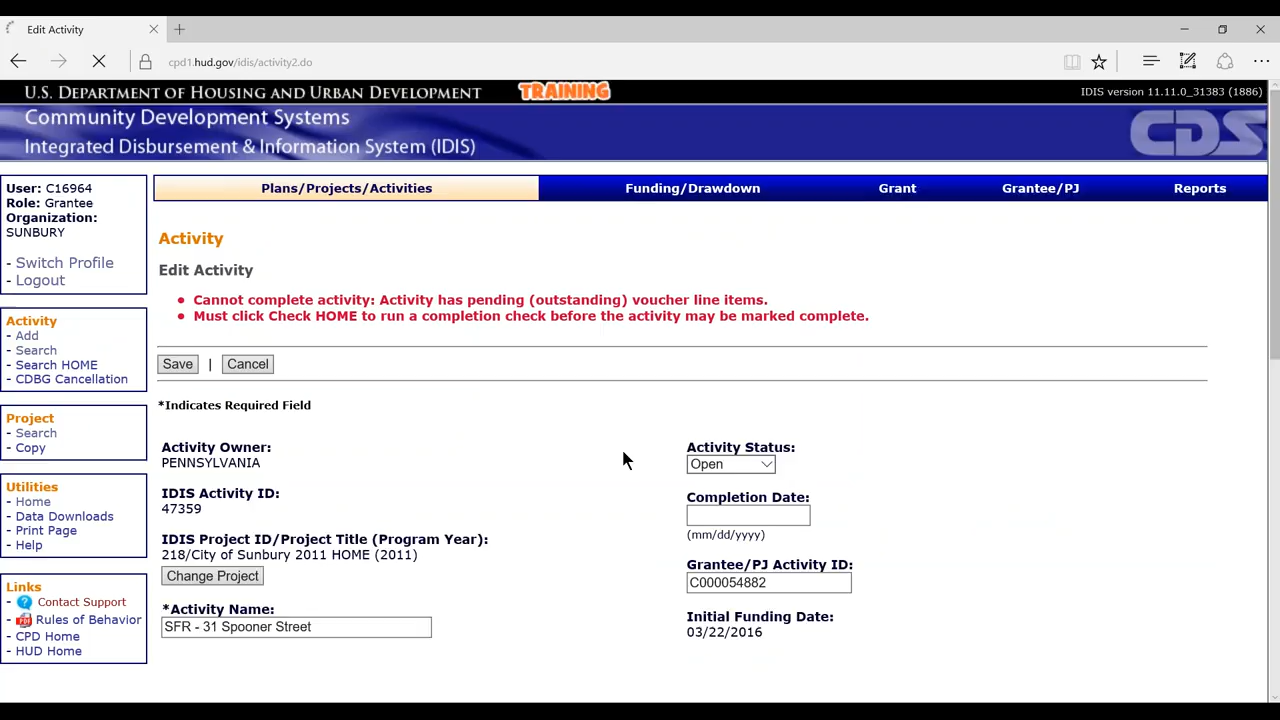 Edit Activity
cpd1.hud.gov/idis/activity2.do
U.S. DEPARTMENT OF HOUSING AND URBAN DEVELOPMENT
TRAINING
IDIS version 11.11.0_31383 (1886)
Community Development Systems
Integrated Disbursement & Information System (IDIS)
CDS
User: C16964
Role: Grantee
Organization:
SUNBURY
- Switch Profile
- Logout
Plans/Projects/Activities
Funding/Drawdown
Grant
Grantee/PJ
Reports
Activity
- Add
- Search
- Search HOME
- CDBG Cancellation
Project
- Search
- Copy
Utilities
- Home
- Data Downloads
- Print Page
- Help
Links
- Contact Support
- Rules of Behavior
- CPD Home
- HUD Home
Activity
Edit Activity
• Cannot complete activity: Activity has pending (outstanding) voucher line items.
• Must click Check HOME to run a completion check before the activity may be marked complete.
Save | Cancel
*Indicates Required Field
Activity Owner:
PENNSYLVANIA
IDIS Activity ID:
47359
IDIS Project ID/Project Title (Program Year):
218/City of Sunbury 2011 HOME (2011)
Change Project
*Activity Name:
SFR - 31 Spooner Street
Activity Status:
Open
Completion Date:
(mm/dd/yyyy)
Grantee/PJ Activity ID:
C000054882
Initial Funding Date:
03/22/2016